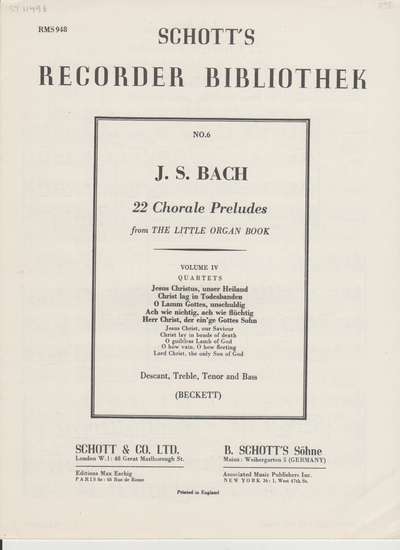 RMS 948
SCHOTT'S
RECORDER BIBLIOTHEK
NO.6
J. S. BACH
22 Chorale Preludes
from THE LITTLE ORGAN BOOK
VOLUME IV
QUARTETS
Jesus Christus, unser Heiland
Christ lag in Todesbanden
O Lamm Gottes, unschuldig
Ach wie nichtig, ach wie flüchtig
Herr Christ, der ein'ge Gottes Sohn
Jesus Christ, our Saviour
Christ lay in bonds of death
O guiltless Lamb of God
O how vain, O how fleeting
Lord Christ, the only Son of God
Descant, Treble, Tenor and Bass
(BECKETT)
SCHOTT & CO. LTD.
London W.1: 48 Great Marlborough St.
B. SCHOTT'S Söhne
Mainz: Weihergarten 5 (GERMANY)
Editions Max Eschig
PARIS 8e: 48 Rue de Rome
Associated Music Publishers Inc.
NEW YORK 36: 1, West 47th St.
Printed in England